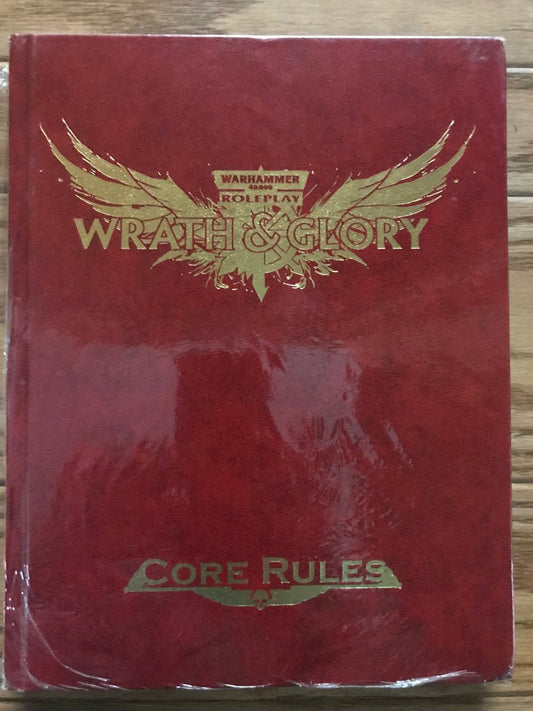 WARHAMMER
40,000
ROLEPLAY
WRATH & GLORY
CORE RULES